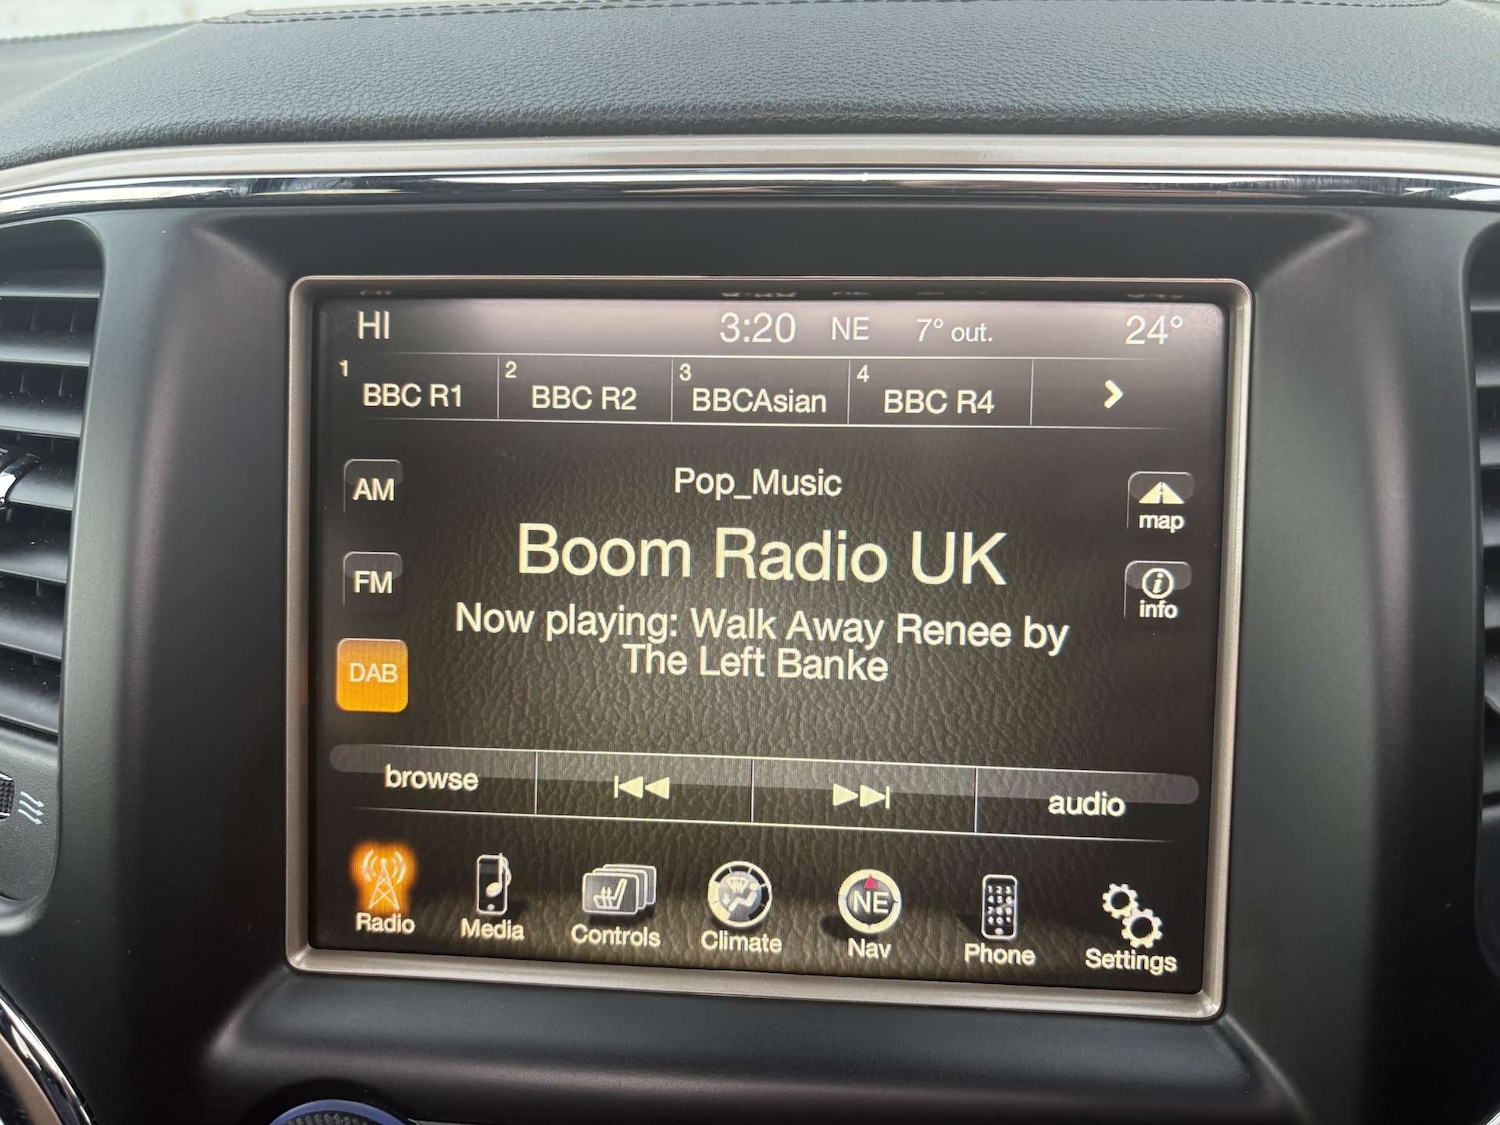 HI 3:20 NE 7° out. 24°
1 BBC R1 2 BBC R2 3 BBCAsian 4 BBC R4
Pop_Music
AM
map
Boom Radio UK
FM
info
Now playing: Walk Away Renee by
The Left Banke
DAB
browse audio
NE
Radio Media Controls Climate Nav Phone Settings